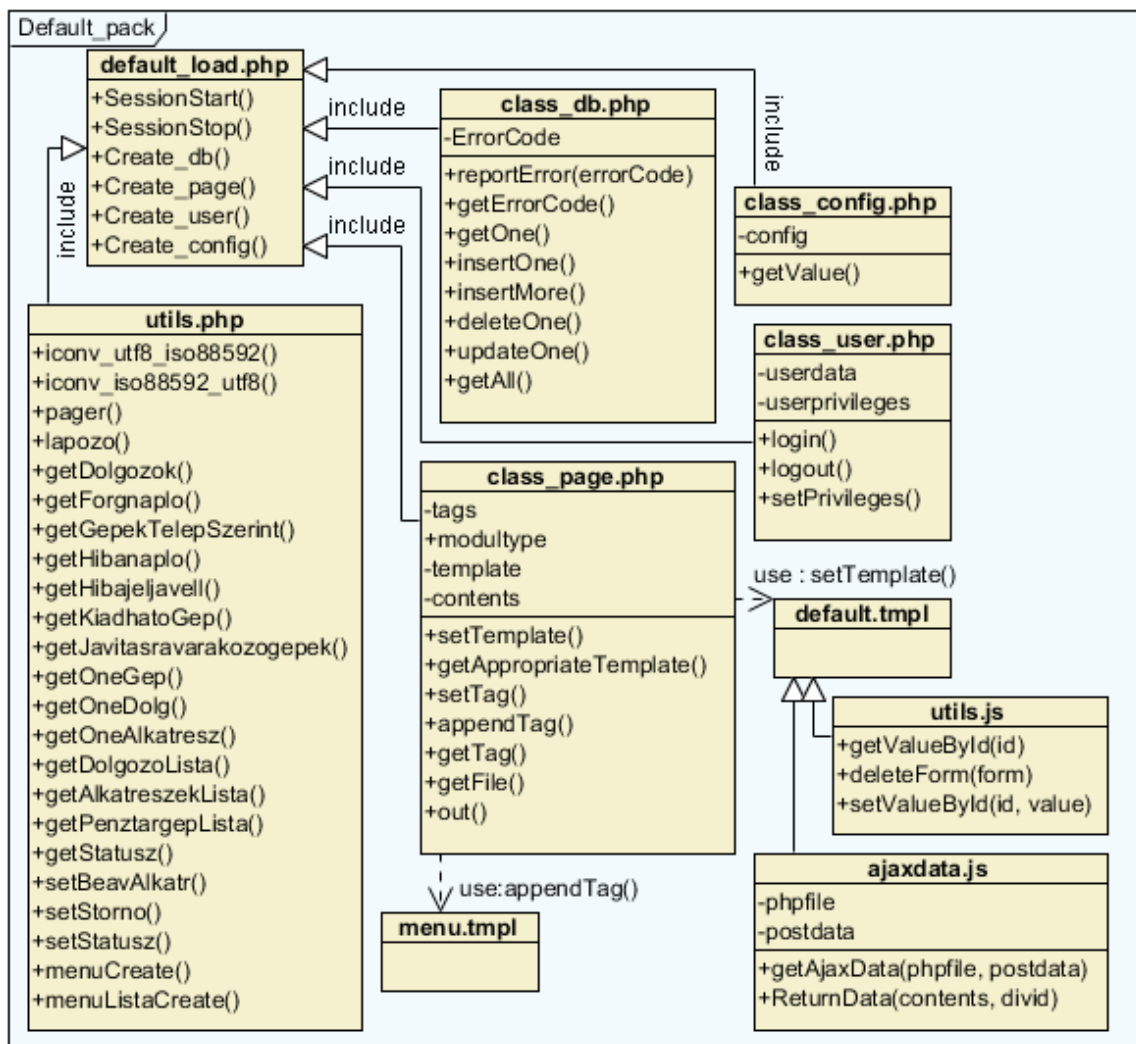 Default_pack
default_load.php
+SessionStart()
+SessionStop()
+Create_db()
+Create_page()
+Create_user()
+Create_config()
include
include
include
include
include
class_db.php
-ErrorCode
+reportError(errorCode)
+getErrorCode()
+getOne()
+insertOne()
+insertMore()
+deleteOne()
+updateOne()
+getAll()
class_config.php
-config
+getValue()
utils.php
+iconv_utf8_iso88592()
+iconv_iso88592_utf8()
+pager()
+lapozo()
+getDolgozok()
+getForgnaplo()
+getGepekTelepSzerint()
+getHibanaplo()
+getHibajeljavell()
+getKiadhatoGep()
+getJavitasravarakozogepek()
+getOneGep()
+getOneDolg()
+getOneAlkatresz()
+getDolgozoLista()
+getAlkatreszekLista()
+getPenztargepLista()
+getStatusz()
+setBeavAlkatr()
+setStorno()
+setStatusz()
+menuCreate()
+menuListaCreate()
class_user.php
-userdata
-userprivileges
+login()
+logout()
+setPrivileges()
class_page.php
-tags
+modultype
-template
-contents
+setTemplate()
+getAppropriateTemplate()
+setTag()
+appendTag()
+getTag()
+getFile()
+out()
use : setTemplate()
default.tmpl
utils.js
+getValueById(id)
+deleteForm(form)
+setValueById(id, value)
use:appendTag()
menu.tmpl
ajaxdata.js
-phpfile
-postdata
+getAjaxData(phpfile, postdata)
+ReturnData(contents, divid)